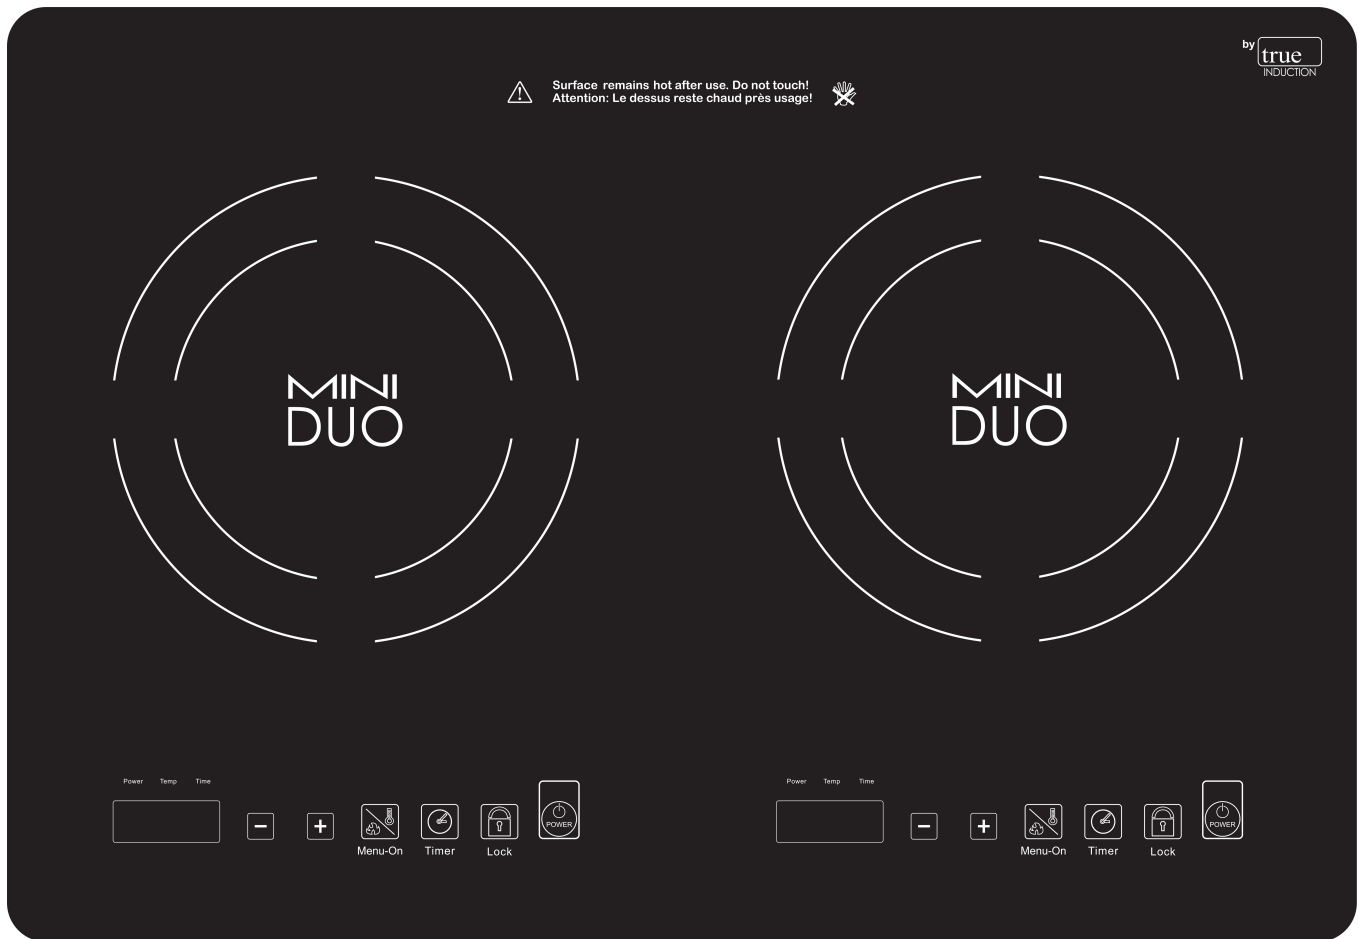 by
true
INDUCTION
Surface remains hot after use. Do not touch!
Attention: Le dessus reste chaud près usage!
MINI
DUO
MINI
DUO
Power Temp Time
− + 
Menu-On Timer Lock
POWER
Power Temp Time
− +
Menu-On Timer Lock
POWER